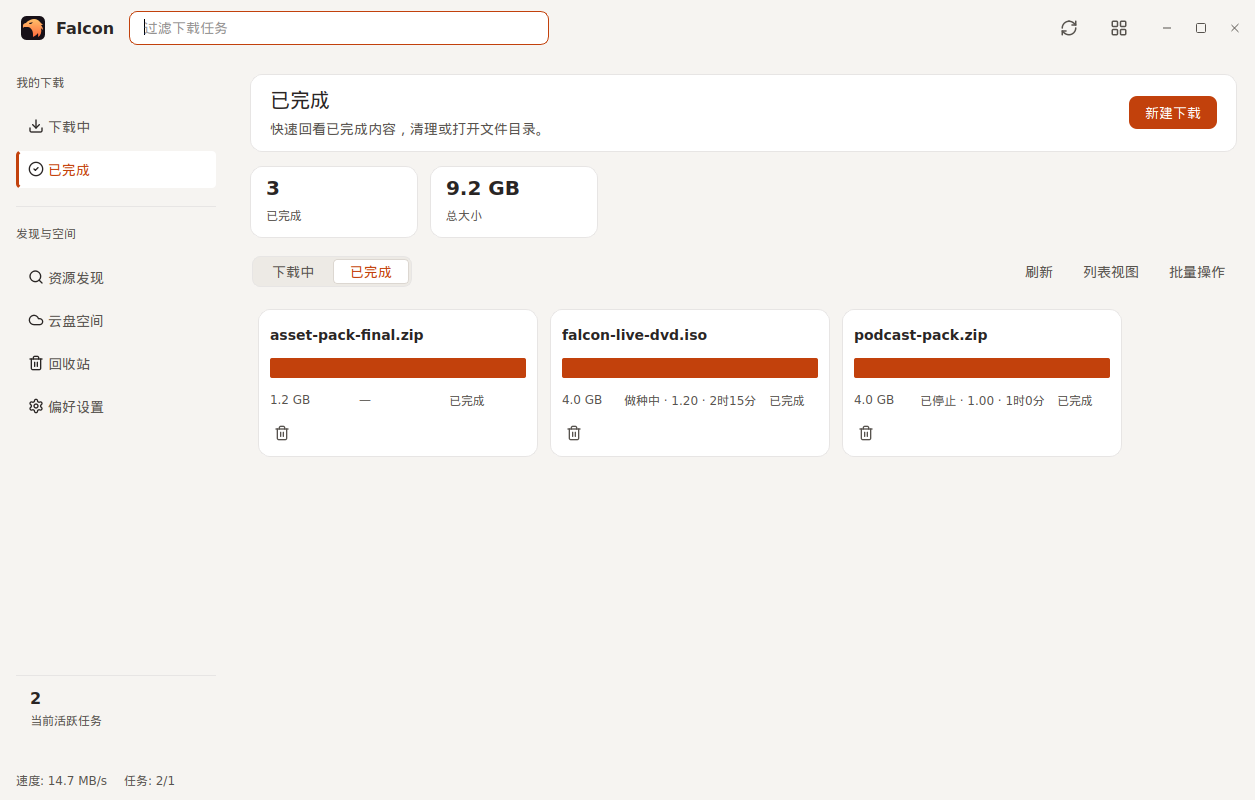 Falcon
过滤下载任务
我的下载
下载中
已完成
发现与空间
资源发现
云盘空间
回收站
偏好设置
2
当前活跃任务
速度: 14.7 MB/s 任务: 2/1
已完成
快速回看已完成内容，清理或打开文件目录。
新建下载
3
已完成
9.2 GB
总大小
下载中 已完成
刷新 列表视图 批量操作
asset-pack-final.zip
1.2 GB — 已完成
falcon-live-dvd.iso
4.0 GB 做种中 · 1.20 · 2时15分 已完成
podcast-pack.zip
4.0 GB 已停止 · 1.00 · 1时0分 已完成